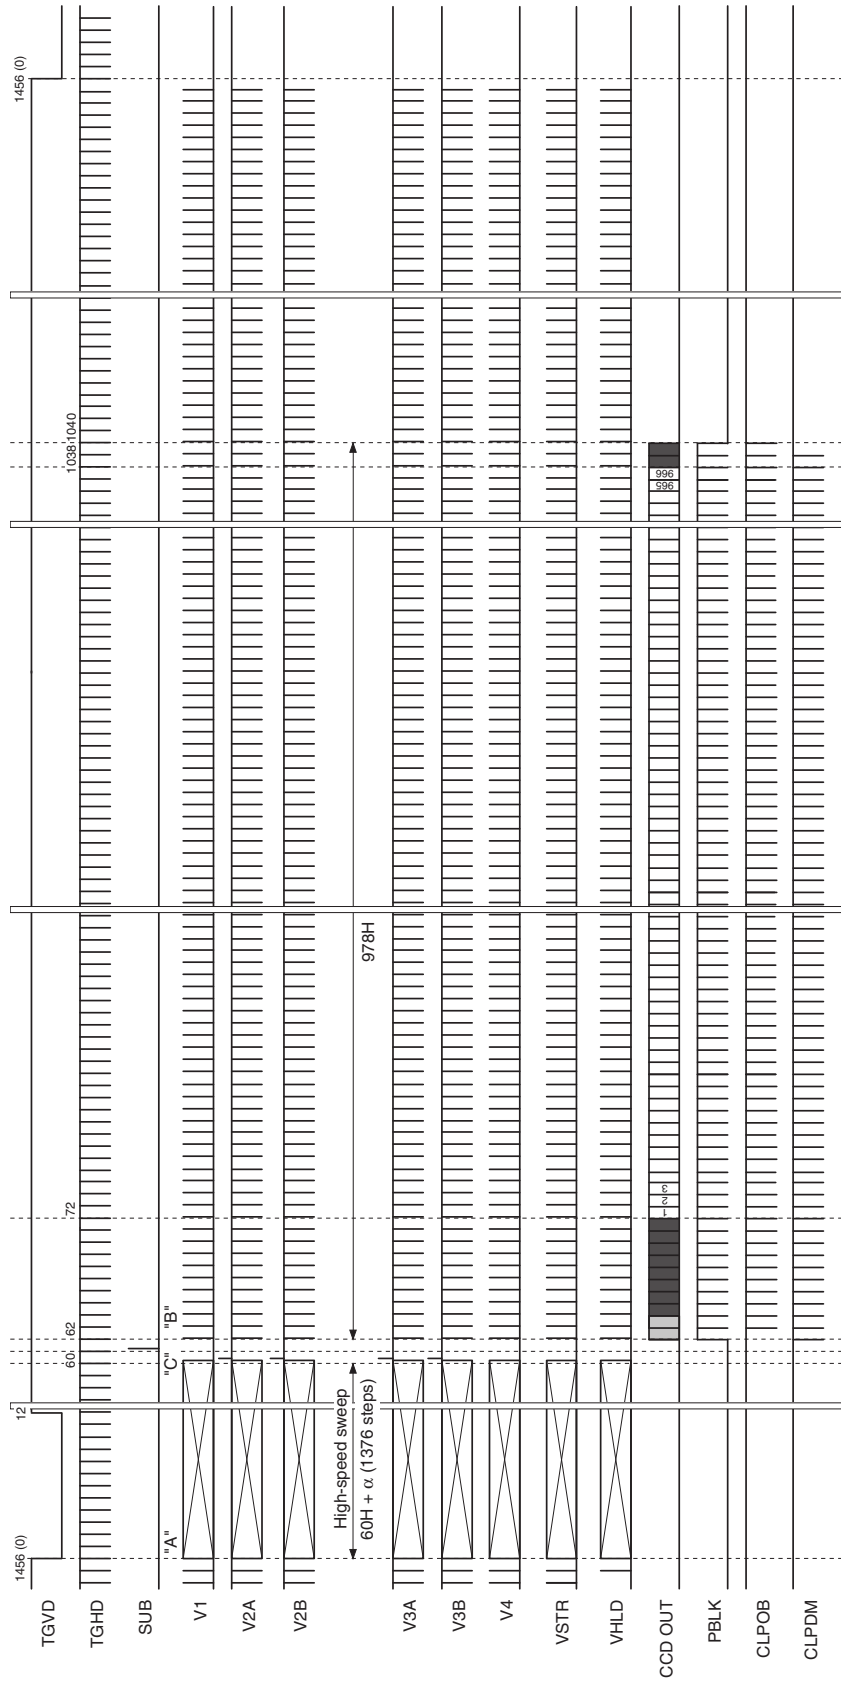 TGVD
TGHD
SUB
V1
V2A
V2B
V3A
V3B
V4
VSTR
VHLD
CCD OUT
PBLK
CLPOB
CLPDM
1456 (0)
12
60
62
72
1038
1040
1456 (0)
"A"
"C"
"B"
High-speed sweep
60H + α (1376 steps)
978H
1
2
3
965
966